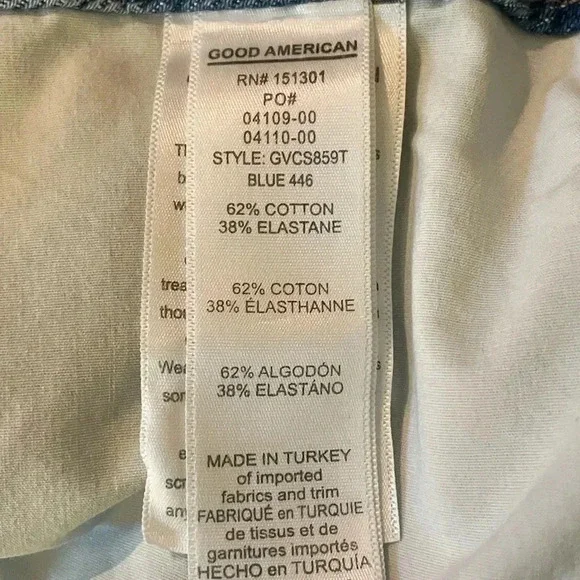 GOOD AMERICAN
RN# 151301
PO#
04109-00
04110-00
STYLE: GVCS859T
BLUE 446
62% COTTON
38% ELASTANE
62% COTON
38% ÉLASTHANNE
62% ALGODÓN
38% ELASTÁNO
MADE IN TURKEY
of imported
fabrics and trim
FABRIQUÉ en TURQUIE
de tissus et de
garnitures importés
HECHO en TURQUÍA